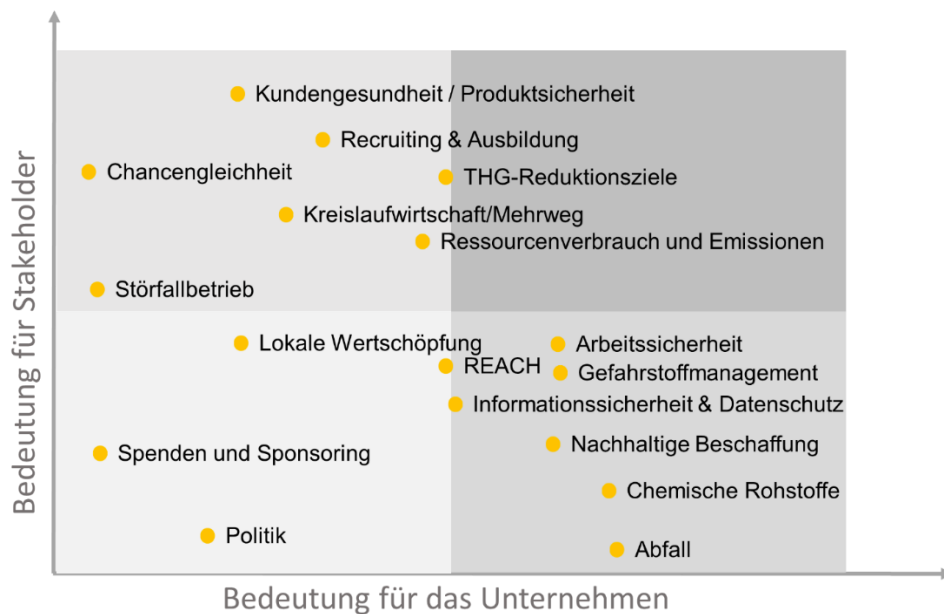 Bedeutung für Stakeholder
Kundengesundheit / Produktsicherheit
Recruiting & Ausbildung
Chancengleichheit
THG-Reduktionsziele
Kreislaufwirtschaft/Mehrweg
Ressourcenverbrauch und Emissionen
Störfallbetrieb
Lokale Wertschöpfung
Arbeitssicherheit
REACH
Gefahrstoffmanagement
Informationssicherheit & Datenschutz
Nachhaltige Beschaffung
Spenden und Sponsoring
Chemische Rohstoffe
Politik
Abfall
Bedeutung für das Unternehmen